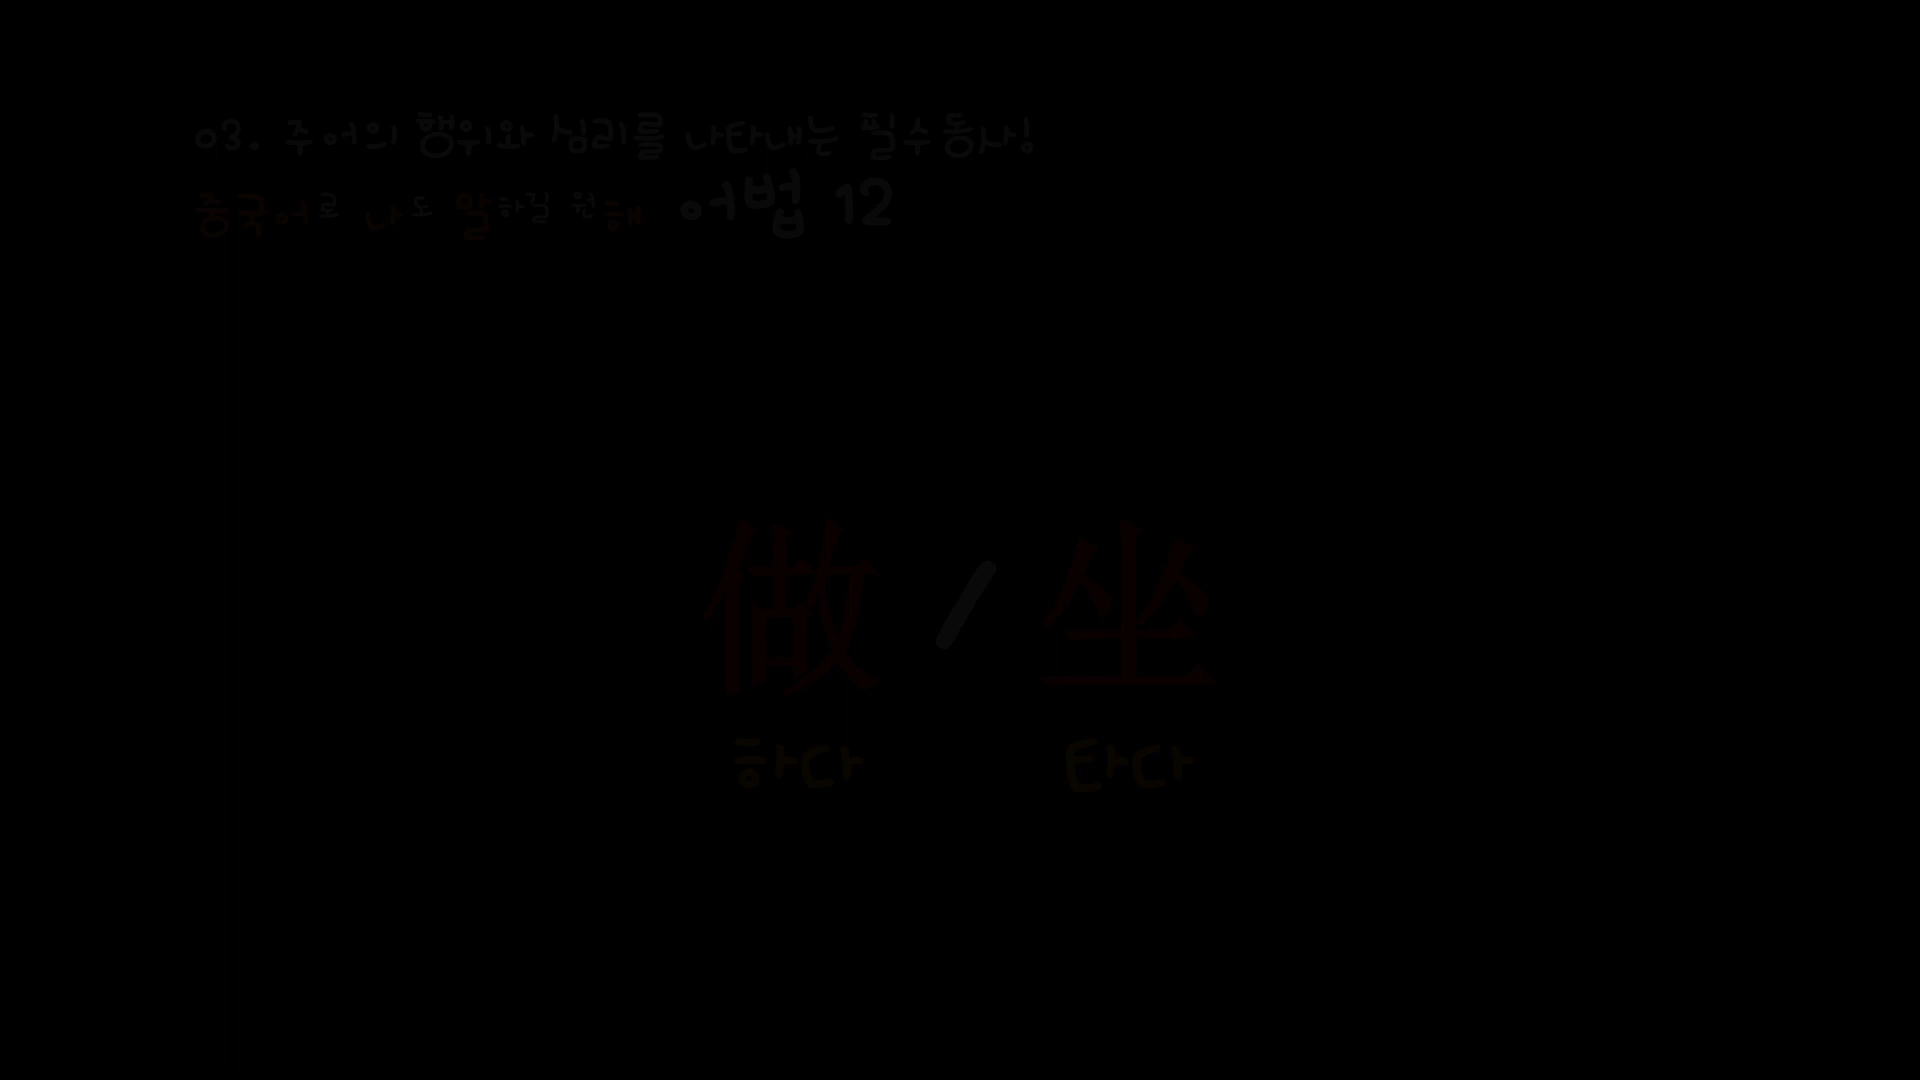 03. 주어의 행위와 심리를 나타내는 필수동사!
중국어로 나도 말하길 원해 어법 12
做 / 坐
하다 타다